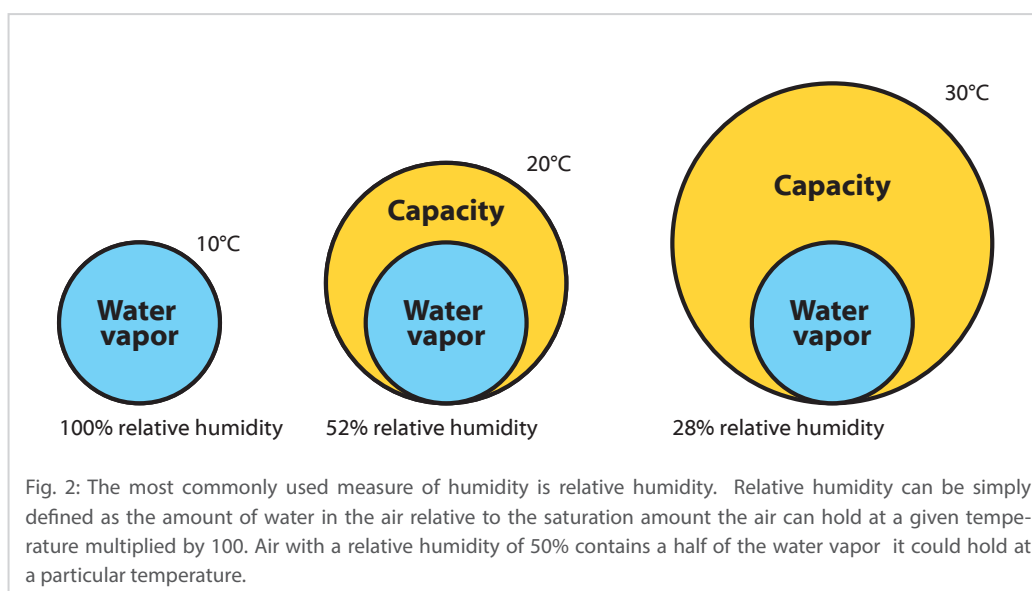 30°C
20°C
Capacity
Capacity
10°C
Water
vapor
Water
vapor
Water
vapor
100% relative humidity
52% relative humidity
28% relative humidity
Fig. 2: The most commonly used measure of humidity is relative humidity.  Relative humidity can be simply
defined as the amount of water in the air relative to the saturation amount the air can hold at a given tempe-
rature multiplied by 100. Air with a relative humidity of 50% contains a half of the water vapor  it could hold at
a particular temperature.